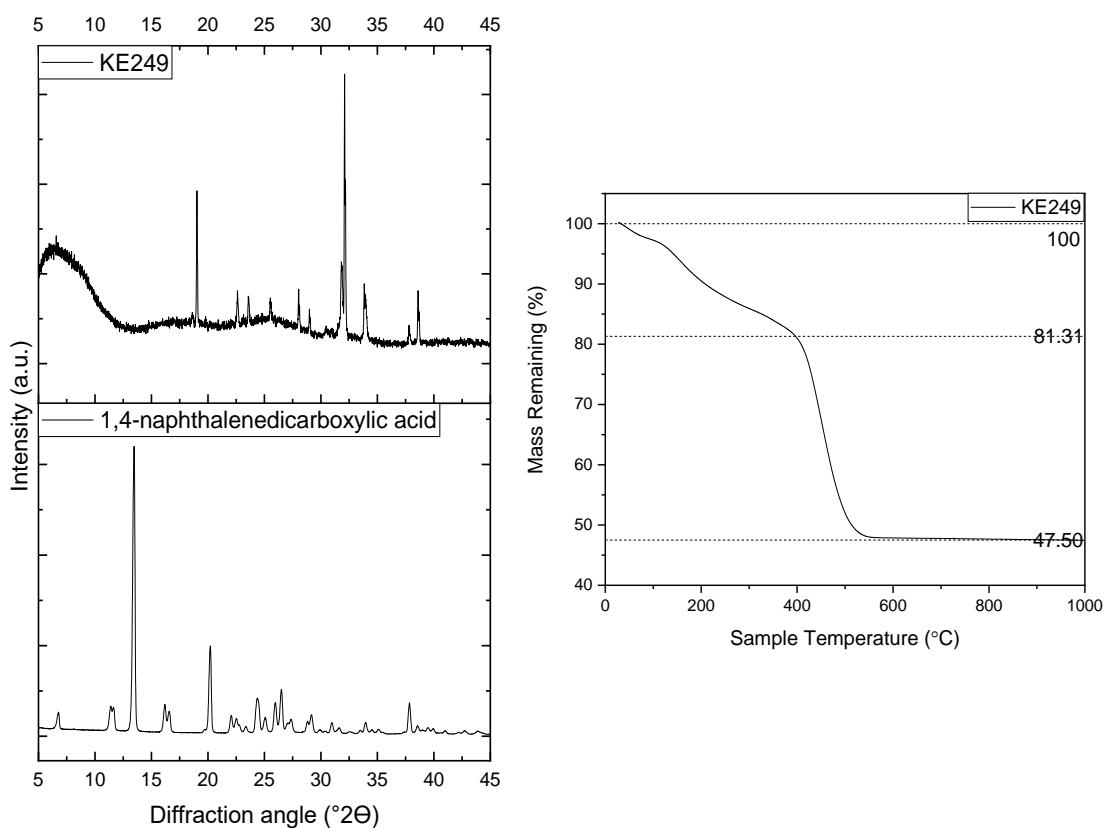 5 10 15 20 25 30 35 40 45
KE249
1,4-naphthalenedicarboxylic acid
Intensity (a.u.)
5 10 15 20 25 30 35 40 45
Diffraction angle (°2Θ)
KE249
100
81.31
47.50
100
90
80
70
60
50
40
Mass Remaining (%)
0 200 400 600 800 1000
Sample Temperature (°C)